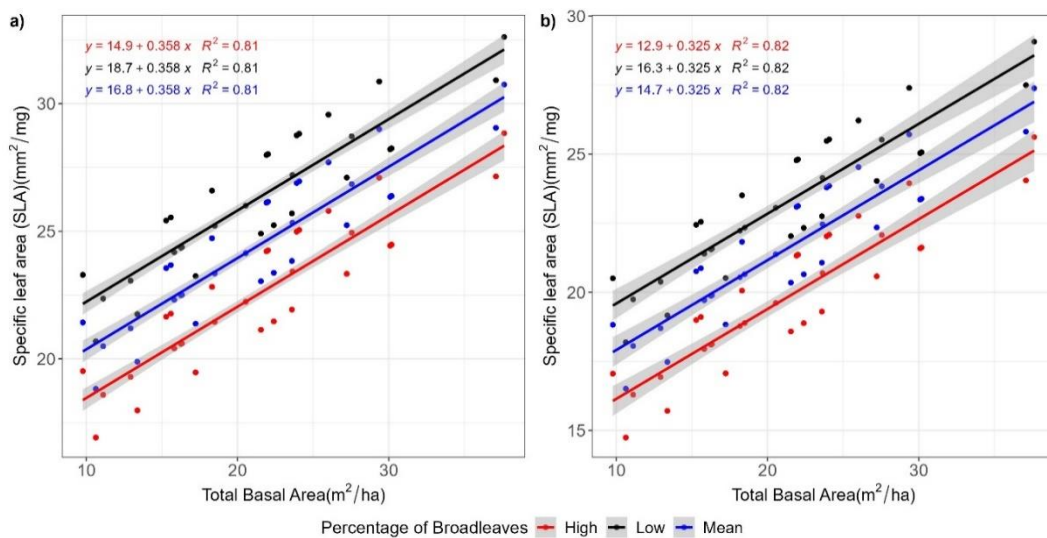 a)
y = 14.9 + 0.358 x   R² = 0.81
y = 18.7 + 0.358 x   R² = 0.81
y = 16.8 + 0.358 x   R² = 0.81
Specific leaf area (SLA)(mm²/mg)
30
25
20
10
20
30
Total Basal Area(m²/ha)
b)
y = 12.9 + 0.325 x   R² = 0.82
y = 16.3 + 0.325 x   R² = 0.82
y = 14.7 + 0.325 x   R² = 0.82
Specific leaf area (SLA)(mm²/mg)
30
25
20
15
10
20
30
Total Basal Area(m²/ha)
Percentage of Broadleaves High Low Mean